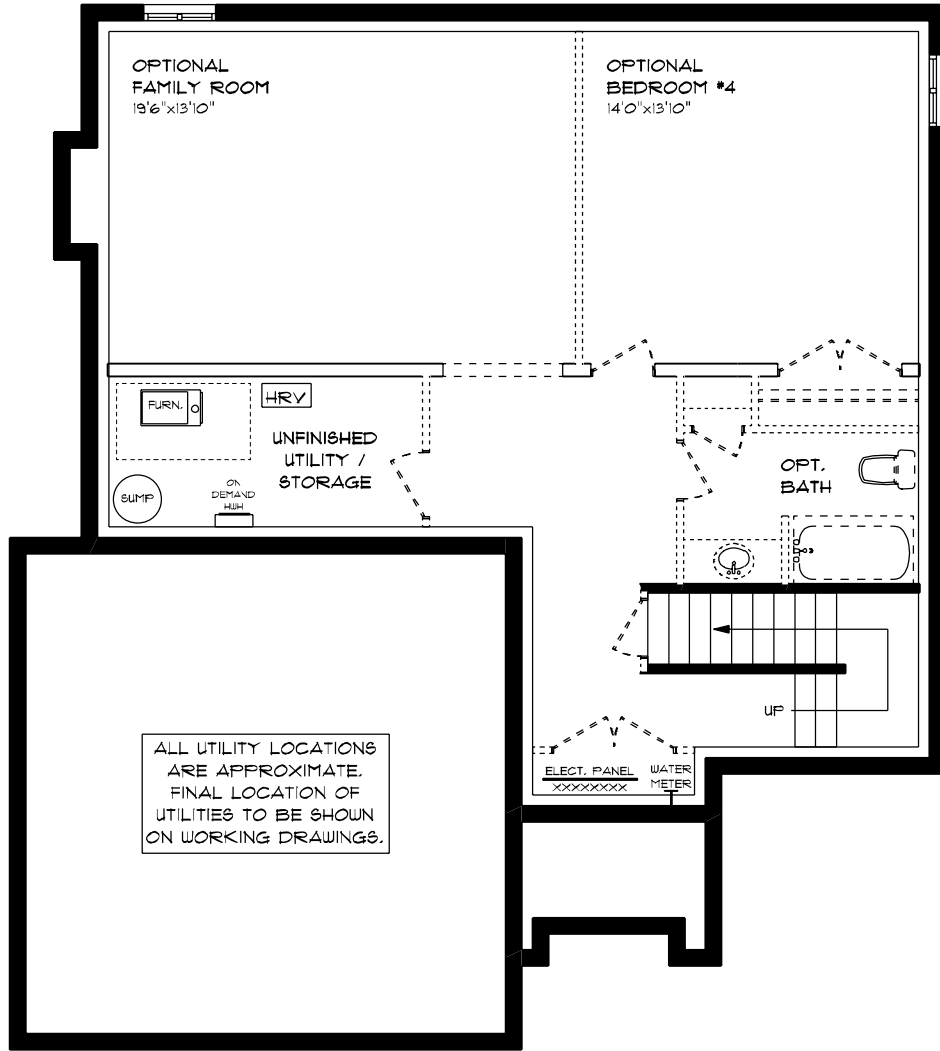 OPTIONAL
FAMILY ROOM
19'6"x13'10"
OPTIONAL
BEDROOM #4
14'0"x13'10"
FURN.
HRV
UNFINISHED
UTILITY /
STORAGE
SUMP
ON
DEMAND
HWH
OPT.
BATH
UP
ELECT. PANEL
XXXXXXXX
WATER
METER
ALL UTILITY LOCATIONS
ARE APPROXIMATE.
FINAL LOCATION OF
UTILITIES TO BE SHOWN
ON WORKING DRAWINGS.